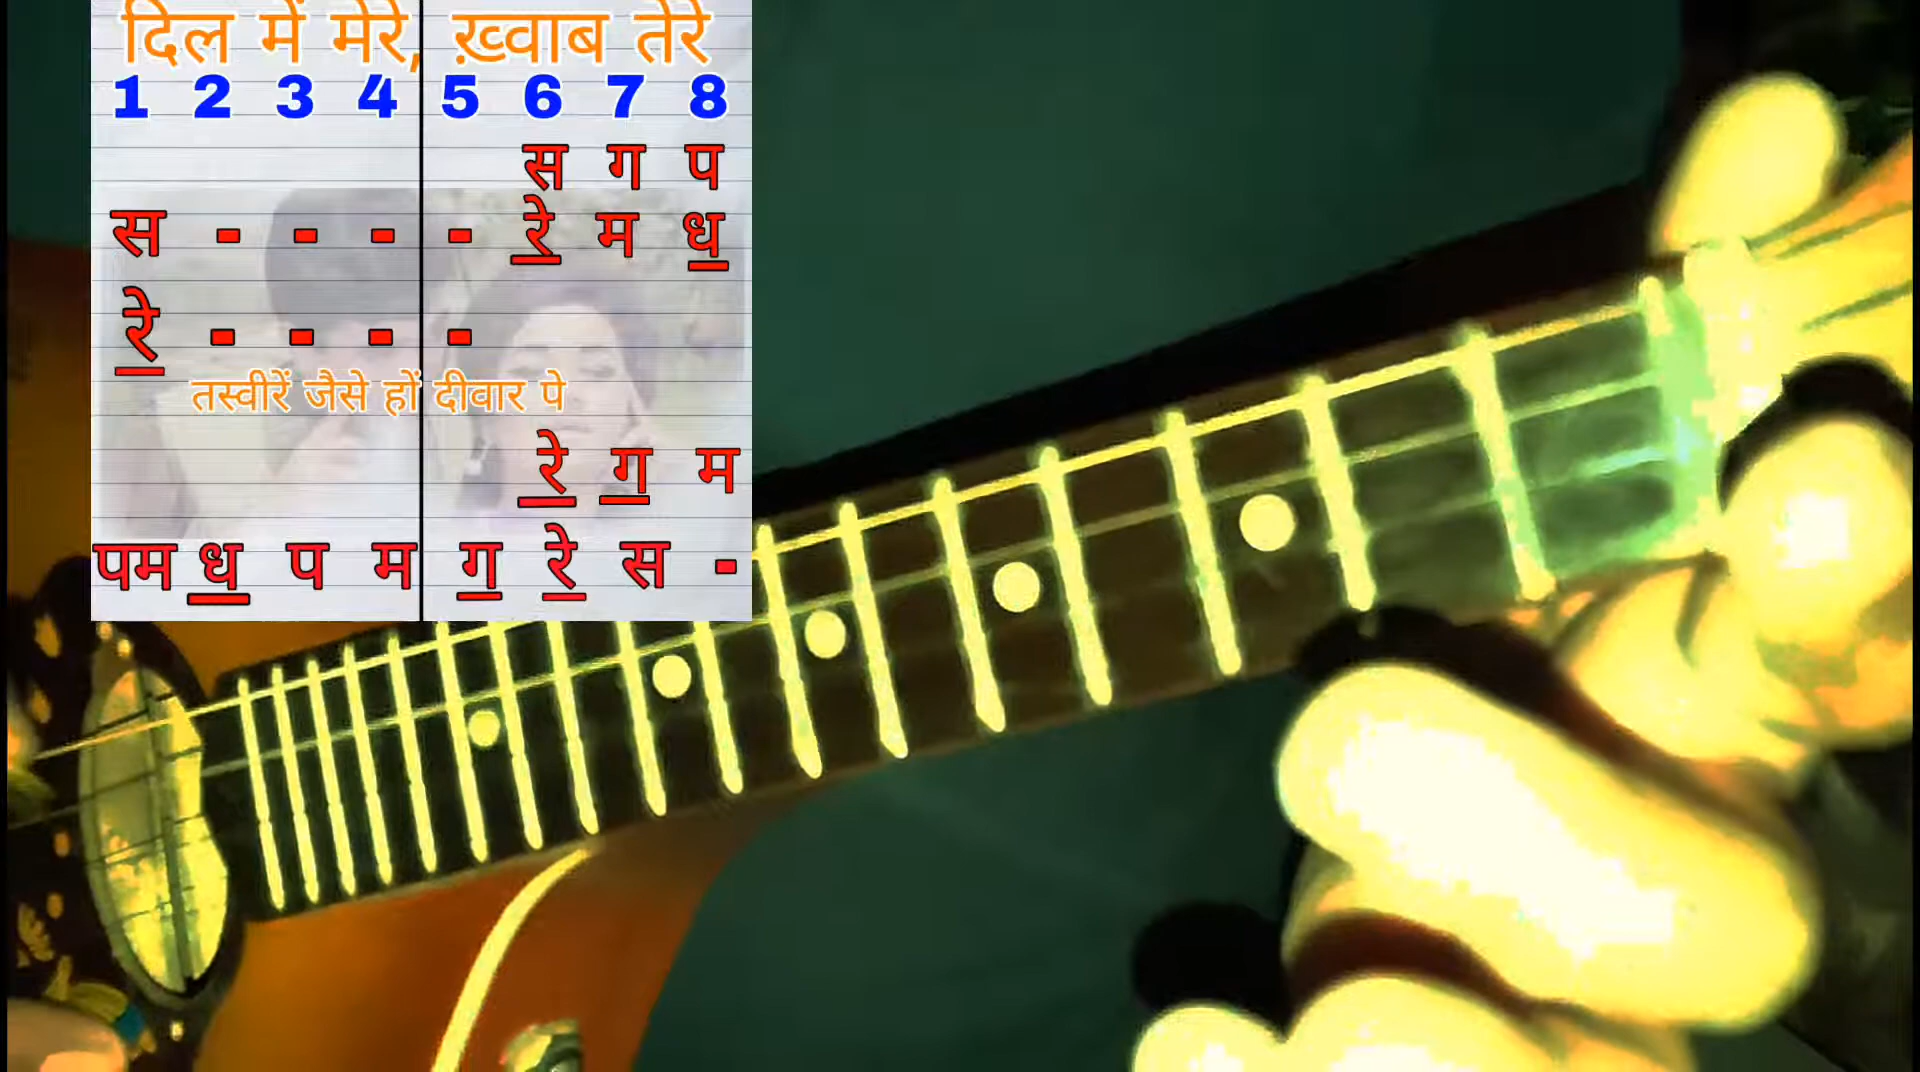 दिल में मेरे, ख़्वाब तेरे
1 2 3 4 5 6 7 8
स ग प
स - - - - रे॒ म ध॒
रे॒ - - - -
तस्वीरें जैसे हों दीवार पे
रे॒ ग॒ म
पम ध॒ प म ग॒ रे॒ स -